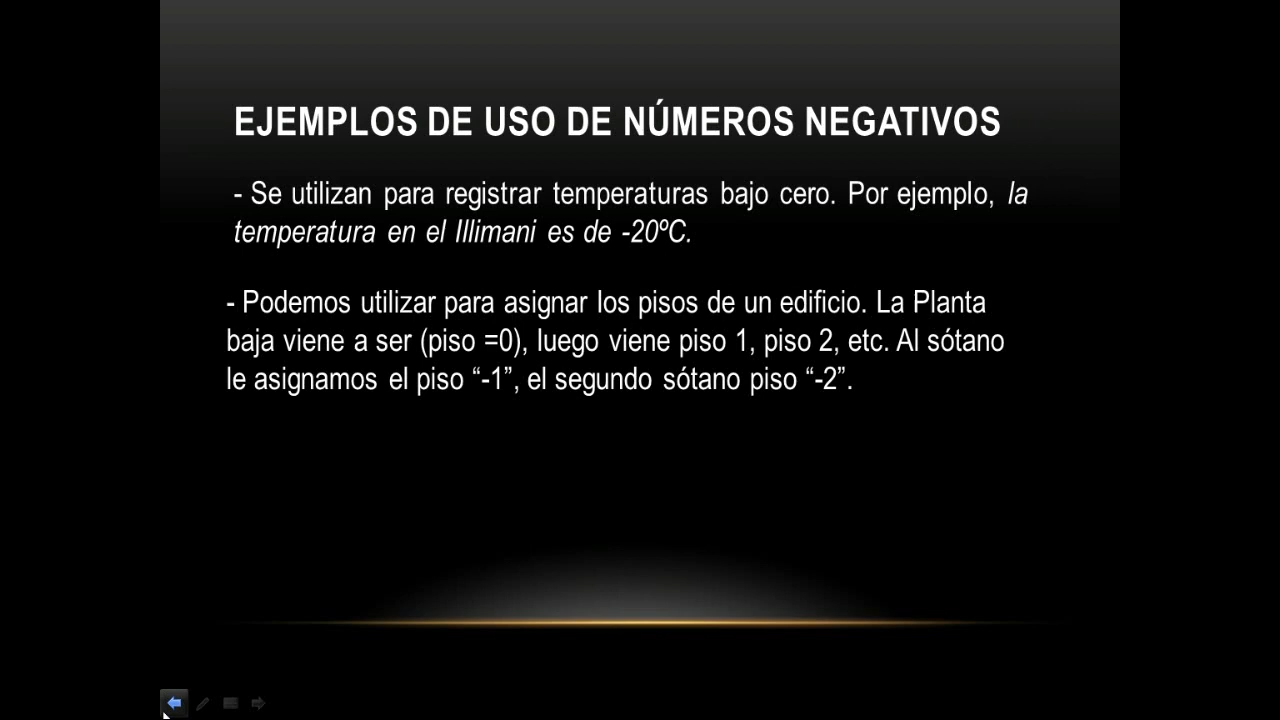 EJEMPLOS DE USO DE NÚMEROS NEGATIVOS
- Se utilizan para registrar temperaturas bajo cero. Por ejemplo, la
temperatura en el Illimani es de -20ºC.
- Podemos utilizar para asignar los pisos de un edificio. La Planta
baja viene a ser (piso =0), luego viene piso 1, piso 2, etc. Al sótano
le asignamos el piso “-1”, el segundo sótano piso “-2”.